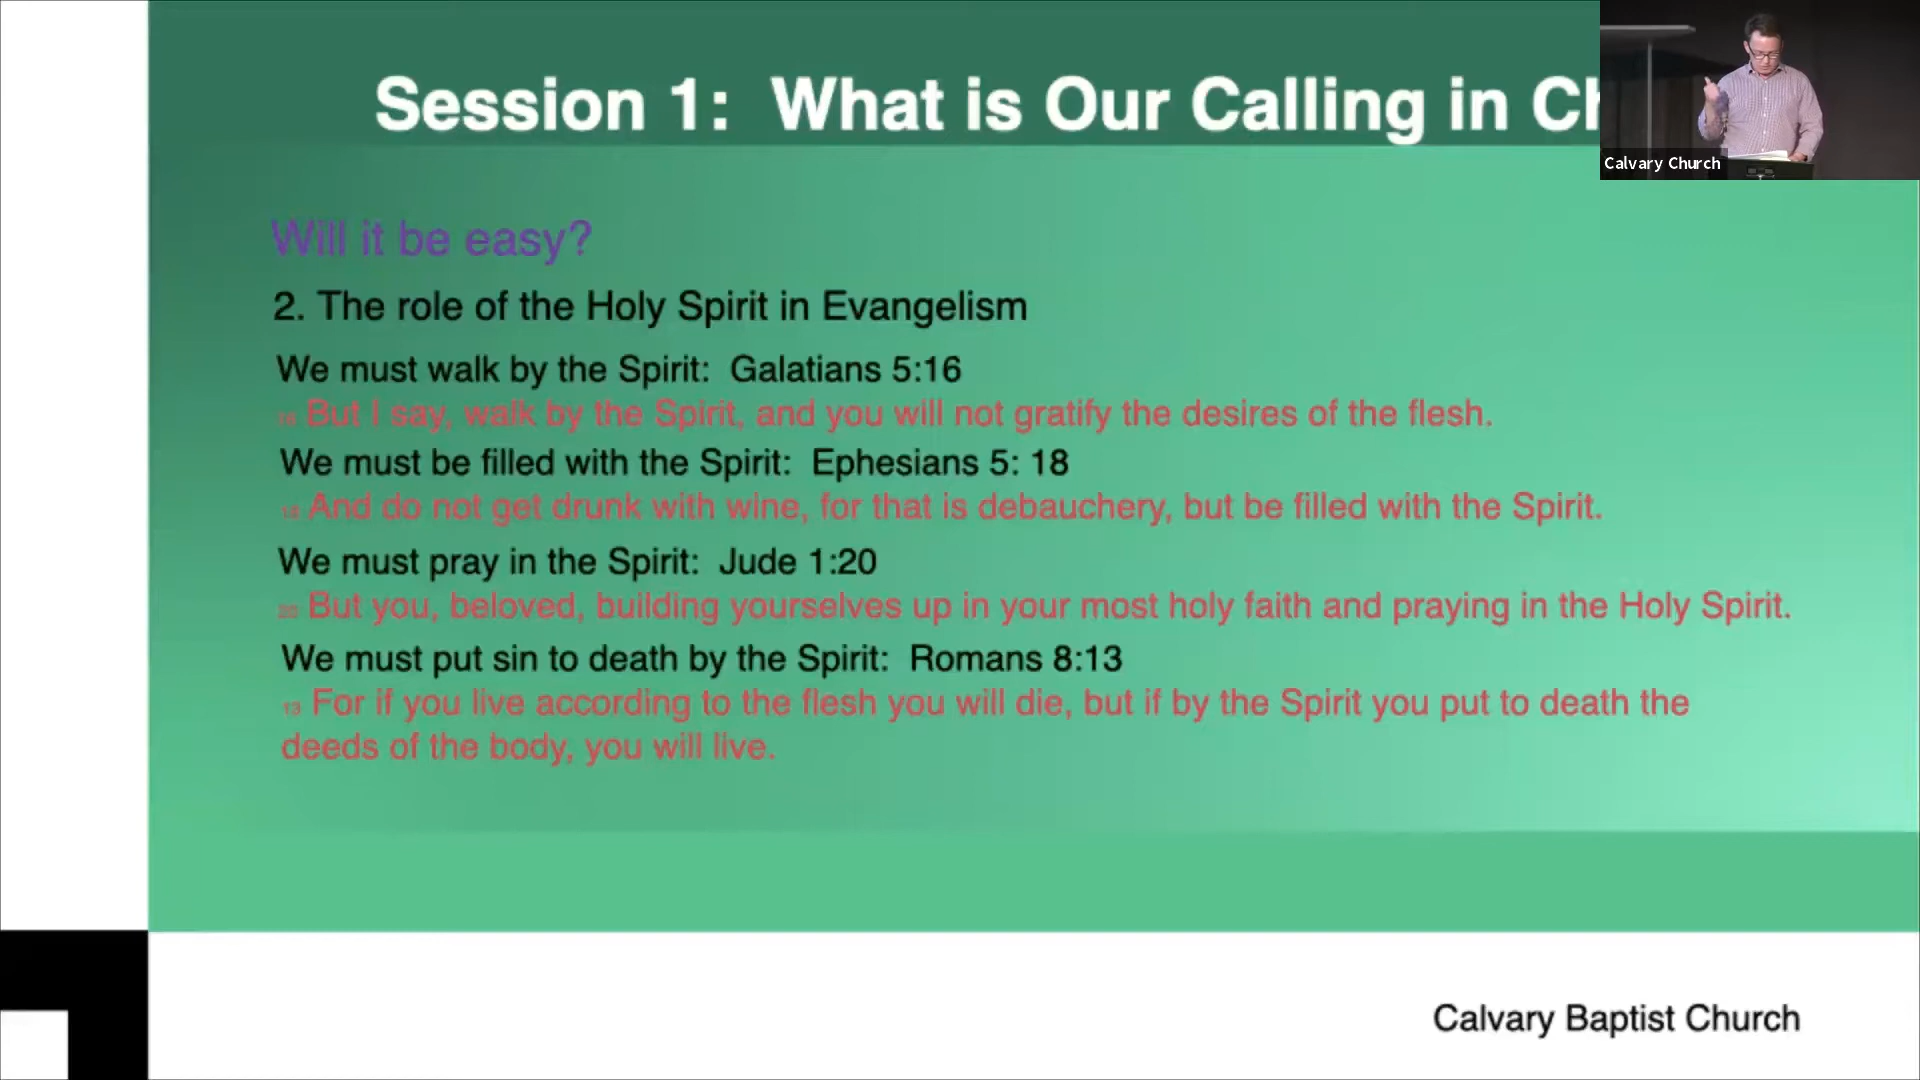 Session 1: What is Our Calling in Ch
Calvary Church
Will it be easy?
2. The role of the Holy Spirit in Evangelism
We must walk by the Spirit: Galatians 5:16
16 But I say, walk by the Spirit, and you will not gratify the desires of the flesh.
We must be filled with the Spirit: Ephesians 5: 18
18 And do not get drunk with wine, for that is debauchery, but be filled with the Spirit.
We must pray in the Spirit: Jude 1:20
20 But you, beloved, building yourselves up in your most holy faith and praying in the Holy Spirit.
We must put sin to death by the Spirit: Romans 8:13
13 For if you live according to the flesh you will die, but if by the Spirit you put to death the
deeds of the body, you will live.
Calvary Baptist Church